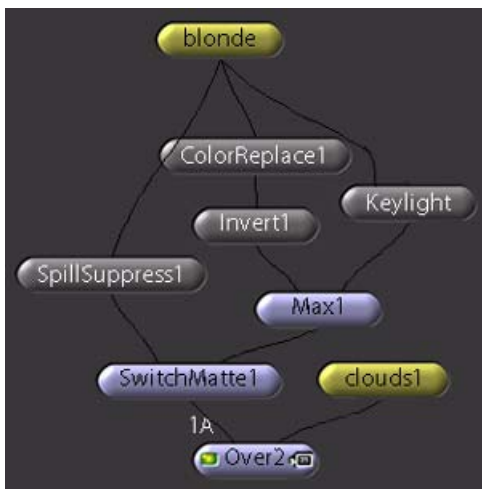 blonde
ColorReplace1
Keylight
Invert1
SpillSuppress1
Max1
SwitchMatte1
clouds1
1A
Over2